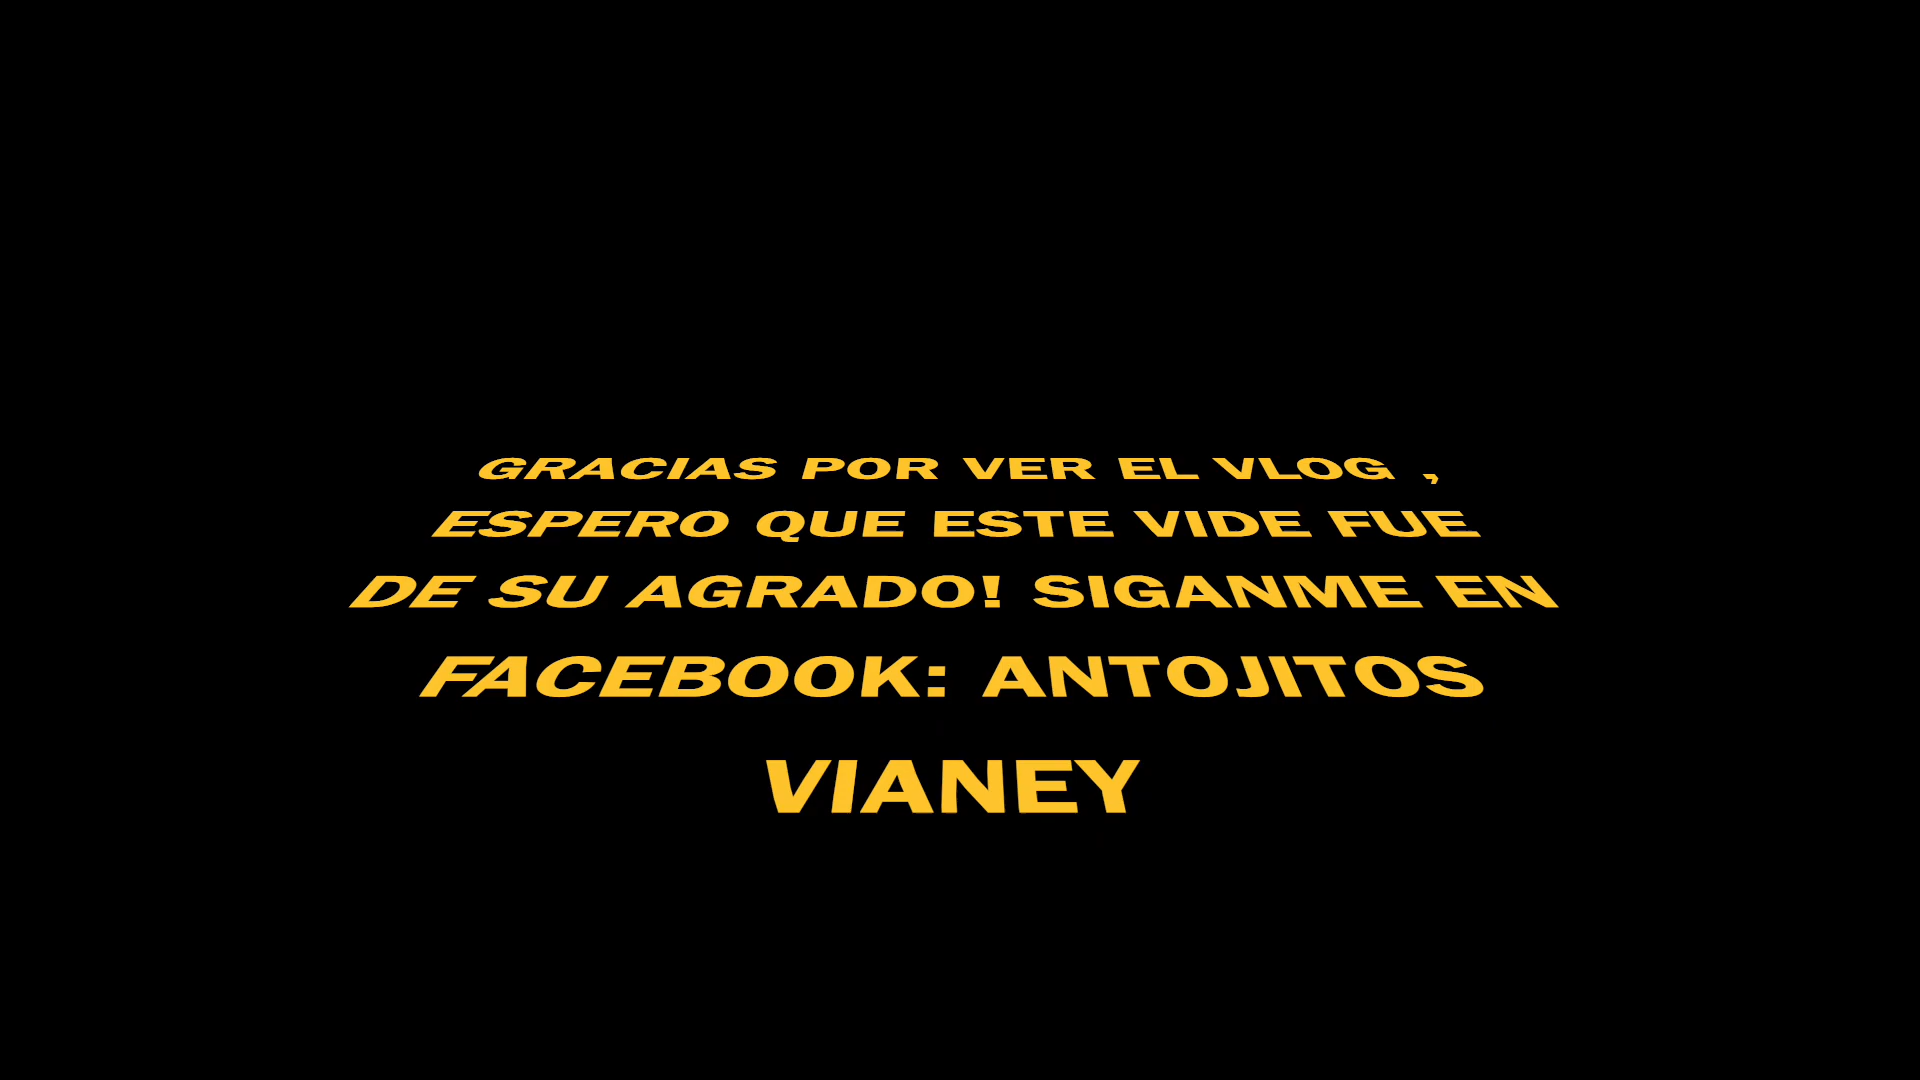 GRACIAS POR VER EL VLOG ,
ESPERO QUE ESTE VIDE FUE
DE SU AGRADO! SIGANME EN
FACEBOOK: ANTOJITOS
VIANEY